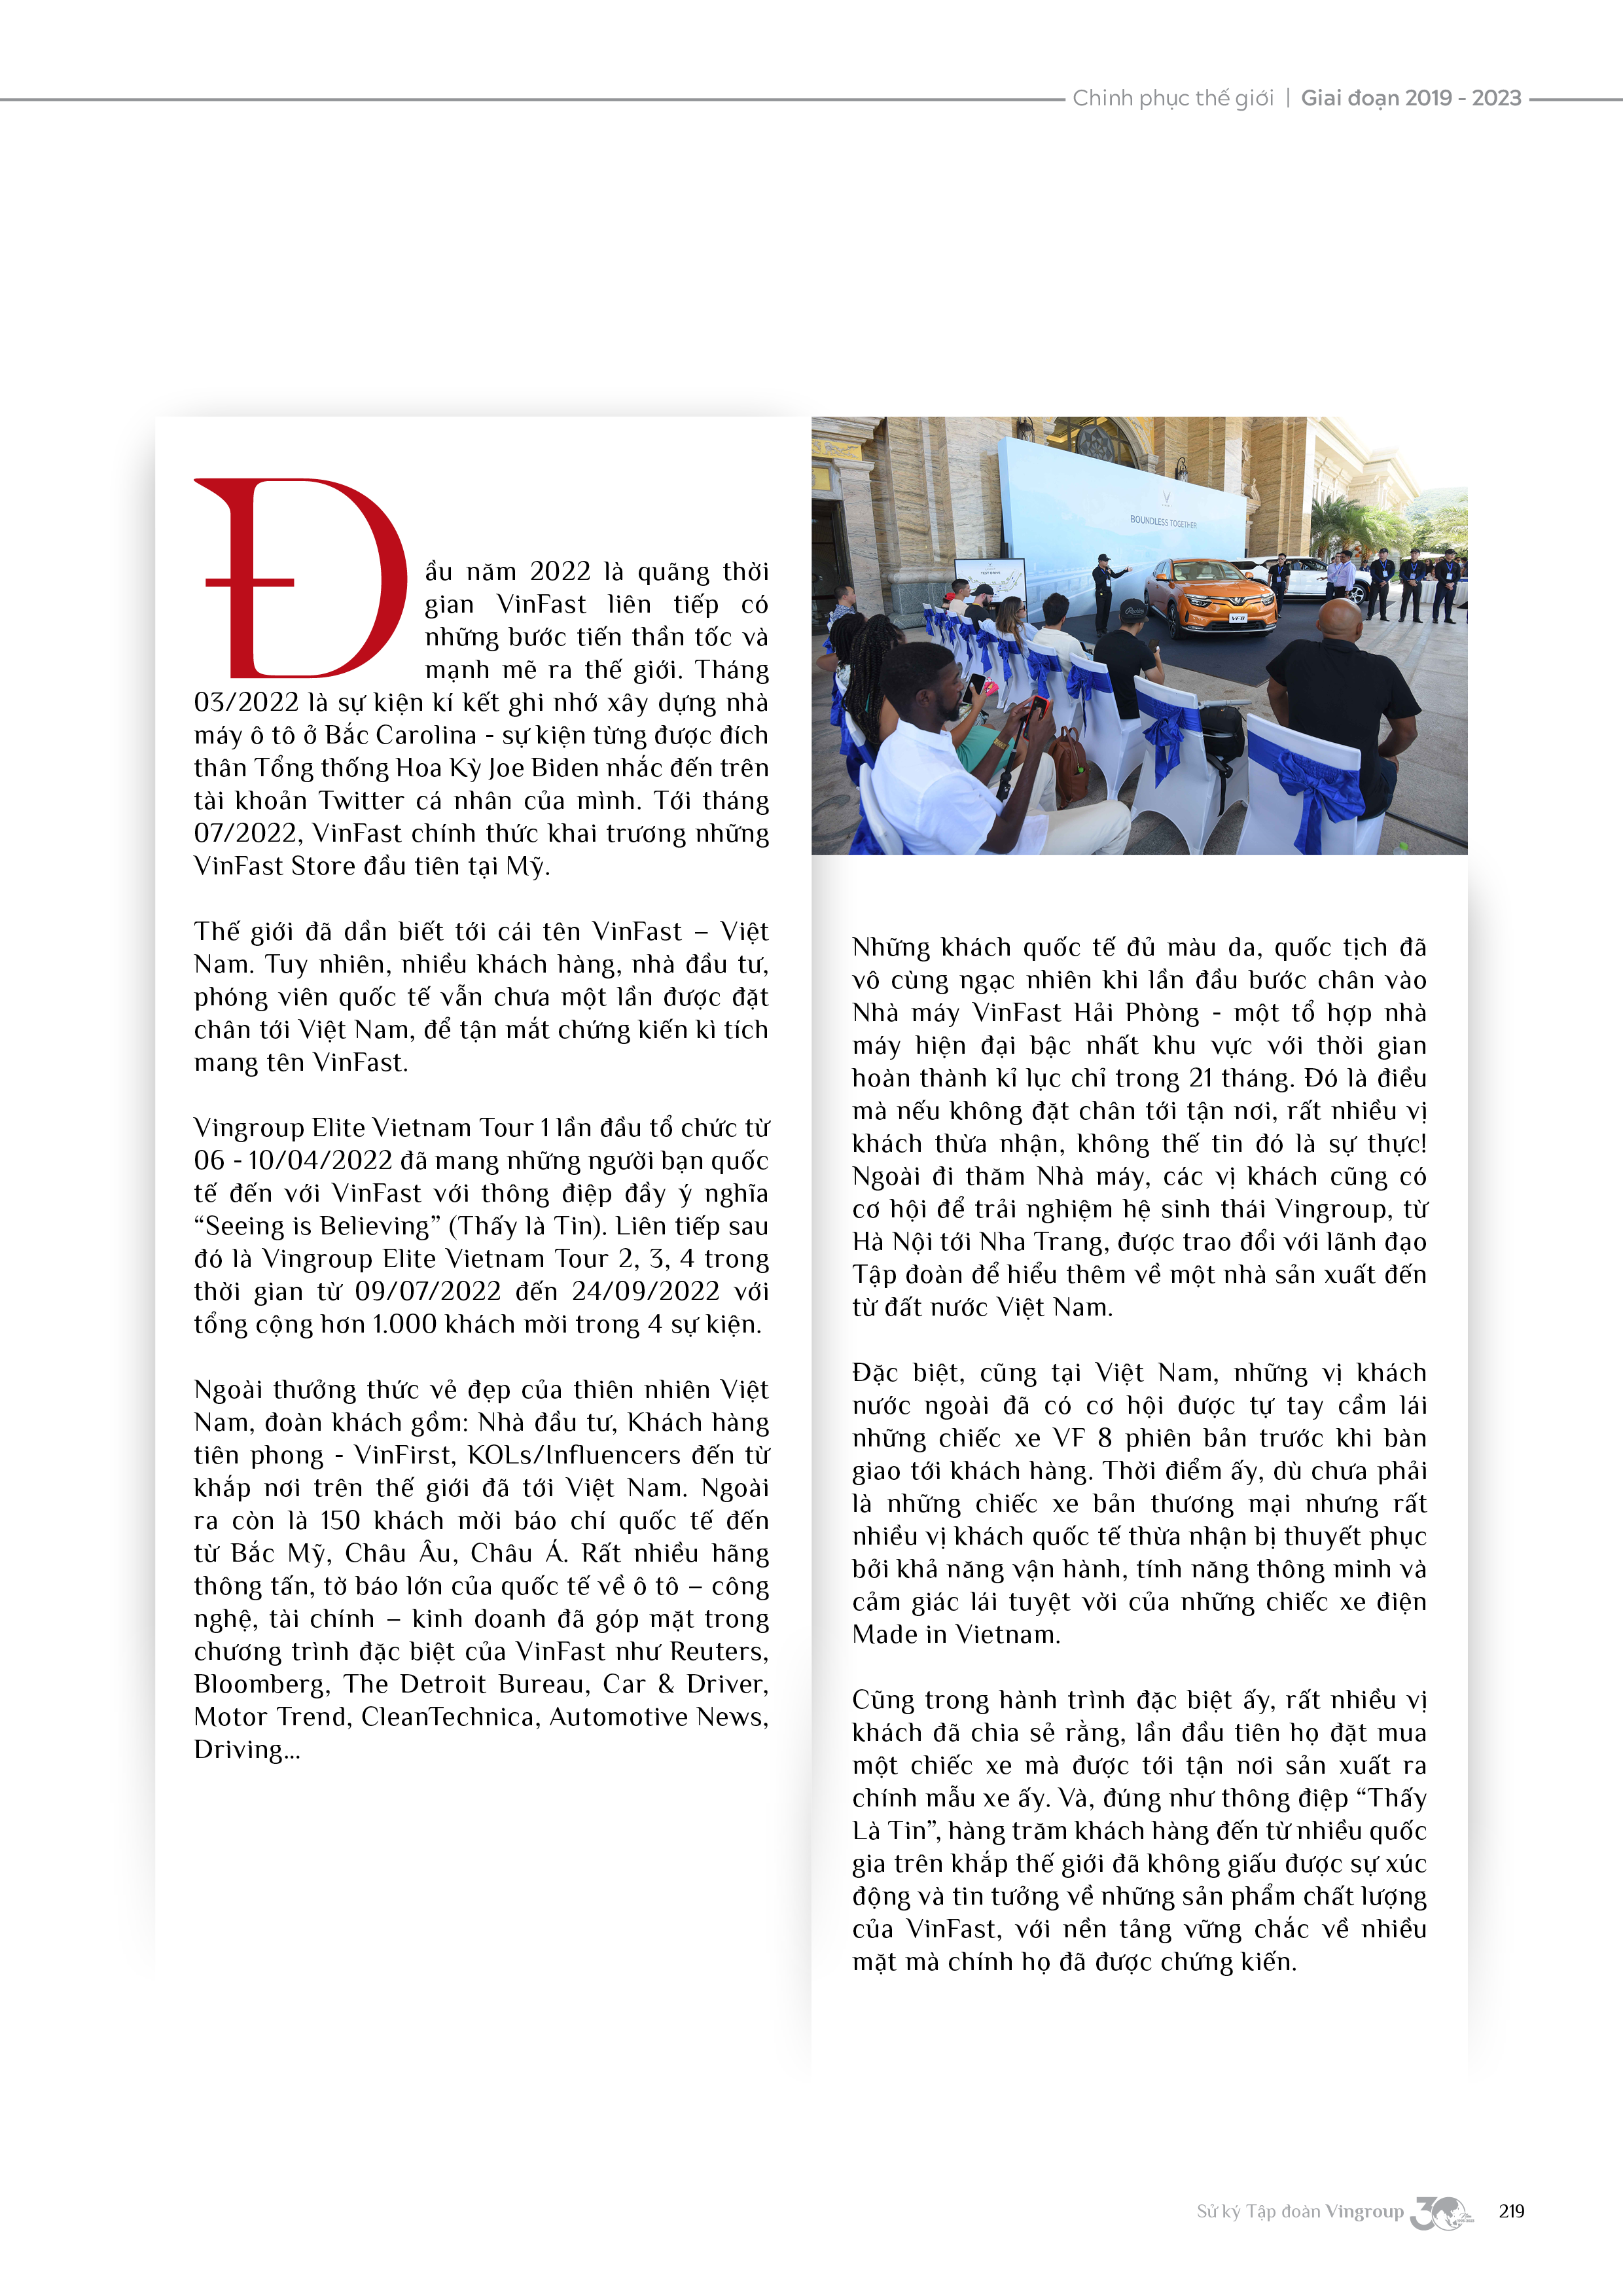 Chinh phục thế giới | Giai đoạn 2019 - 2023
Đầu năm 2022 là quãng thời
gian VinFast liên tiếp có
những bước tiến thần tốc và
mạnh mẽ ra thế giới. Tháng
03/2022 là sự kiện kí kết ghi nhớ xây dựng nhà
máy ô tô ở Bắc Carolina - sự kiện từng được đích
thân Tổng thống Hoa Kỳ Joe Biden nhắc đến trên
tài khoản Twitter cá nhân của mình. Tới tháng
07/2022, VinFast chính thức khai trương những
VinFast Store đầu tiên tại Mỹ.
Thế giới đã dần biết tới cái tên VinFast – Việt
Nam. Tuy nhiên, nhiều khách hàng, nhà đầu tư,
phóng viên quốc tế vẫn chưa một lần được đặt
chân tới Việt Nam, để tận mắt chứng kiến kì tích
mang tên VinFast.
Vingroup Elite Vietnam Tour 1 lần đầu tổ chức từ
06 - 10/04/2022 đã mang những người bạn quốc
tế đến với VinFast với thông điệp đầy ý nghĩa
“Seeing is Believing” (Thấy là Tin). Liên tiếp sau
đó là Vingroup Elite Vietnam Tour 2, 3, 4 trong
thời gian từ 09/07/2022 đến 24/09/2022 với
tổng cộng hơn 1.000 khách mời trong 4 sự kiện.
Ngoài thưởng thức vẻ đẹp của thiên nhiên Việt
Nam, đoàn khách gồm: Nhà đầu tư, Khách hàng
tiên phong - VinFirst, KOLs/Influencers đến từ
khắp nơi trên thế giới đã tới Việt Nam. Ngoài
ra còn là 150 khách mời báo chí quốc tế đến
từ Bắc Mỹ, Châu Âu, Châu Á. Rất nhiều hãng
thông tấn, tờ báo lớn của quốc tế về ô tô – công
nghệ, tài chính – kinh doanh đã góp mặt trong
chương trình đặc biệt của VinFast như Reuters,
Bloomberg, The Detroit Bureau, Car & Driver,
Motor Trend, CleanTechnica, Automotive News,
Driving...
BOUNDLESS TOGETHER
TEST DRIVE
VF8
Những khách quốc tế đủ màu da, quốc tịch đã
vô cùng ngạc nhiên khi lần đầu bước chân vào
Nhà máy VinFast Hải Phòng - một tổ hợp nhà
máy hiện đại bậc nhất khu vực với thời gian
hoàn thành kỉ lục chỉ trong 21 tháng. Đó là điều
mà nếu không đặt chân tới tận nơi, rất nhiều vị
khách thừa nhận, không thể tin đó là sự thực!
Ngoài đi thăm Nhà máy, các vị khách cũng có
cơ hội để trải nghiệm hệ sinh thái Vingroup, từ
Hà Nội tới Nha Trang, được trao đổi với lãnh đạo
Tập đoàn để hiểu thêm về một nhà sản xuất đến
từ đất nước Việt Nam.
Đặc biệt, cũng tại Việt Nam, những vị khách
nước ngoài đã có cơ hội được tự tay cầm lái
những chiếc xe VF 8 phiên bản trước khi bàn
giao tới khách hàng. Thời điểm ấy, dù chưa phải
là những chiếc xe bản thương mại nhưng rất
nhiều vị khách quốc tế thừa nhận bị thuyết phục
bởi khả năng vận hành, tính năng thông minh và
cảm giác lái tuyệt vời của những chiếc xe điện
Made in Vietnam.
Cũng trong hành trình đặc biệt ấy, rất nhiều vị
khách đã chia sẻ rằng, lần đầu tiên họ đặt mua
một chiếc xe mà được tới tận nơi sản xuất ra
chính mẫu xe ấy. Và, đúng như thông điệp “Thấy
Là Tin”, hàng trăm khách hàng đến từ nhiều quốc
gia trên khắp thế giới đã không giấu được sự xúc
động và tin tưởng về những sản phẩm chất lượng
của VinFast, với nền tảng vững chắc về nhiều
mặt mà chính họ đã được chứng kiến.
Sử ký Tập đoàn Vingroup 30 219